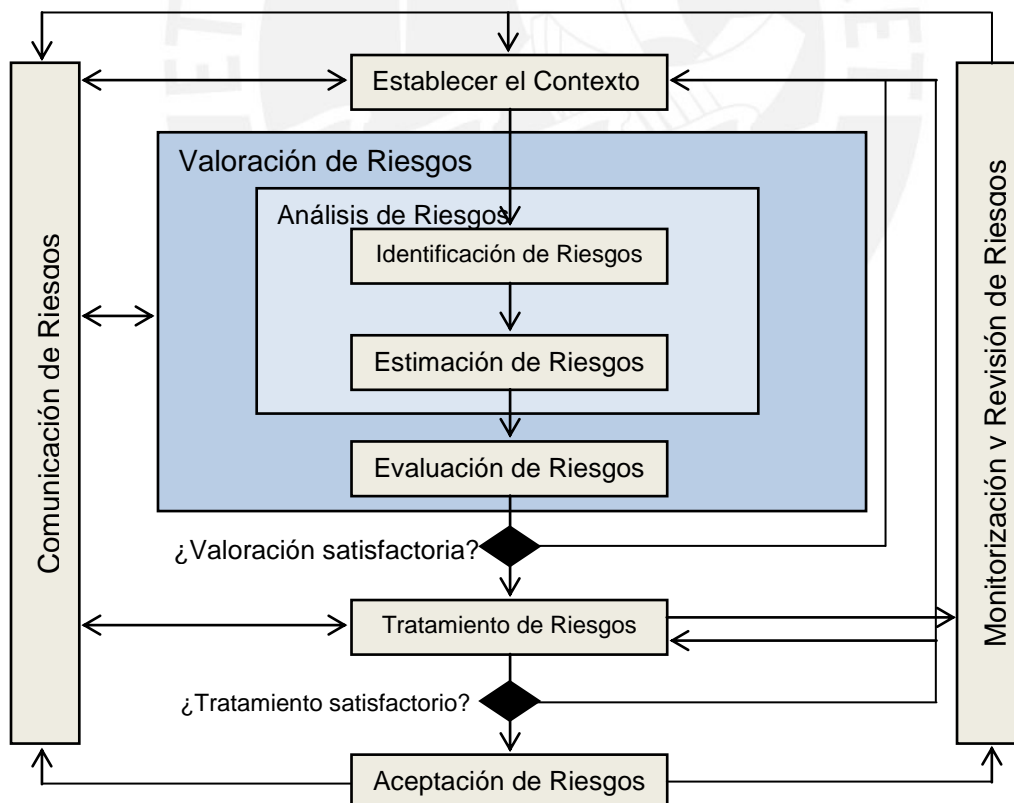 Establecer el Contexto
Valoración de Riesgos
Análisis de Riesgos
Identificación de Riesgos
Estimación de Riesgos
Evaluación de Riesgos
¿Valoración satisfactoria?
Tratamiento de Riesgos
¿Tratamiento satisfactorio?
Aceptación de Riesgos
Comunicación de Riesgos
Monitorización y Revisión de Riesgos